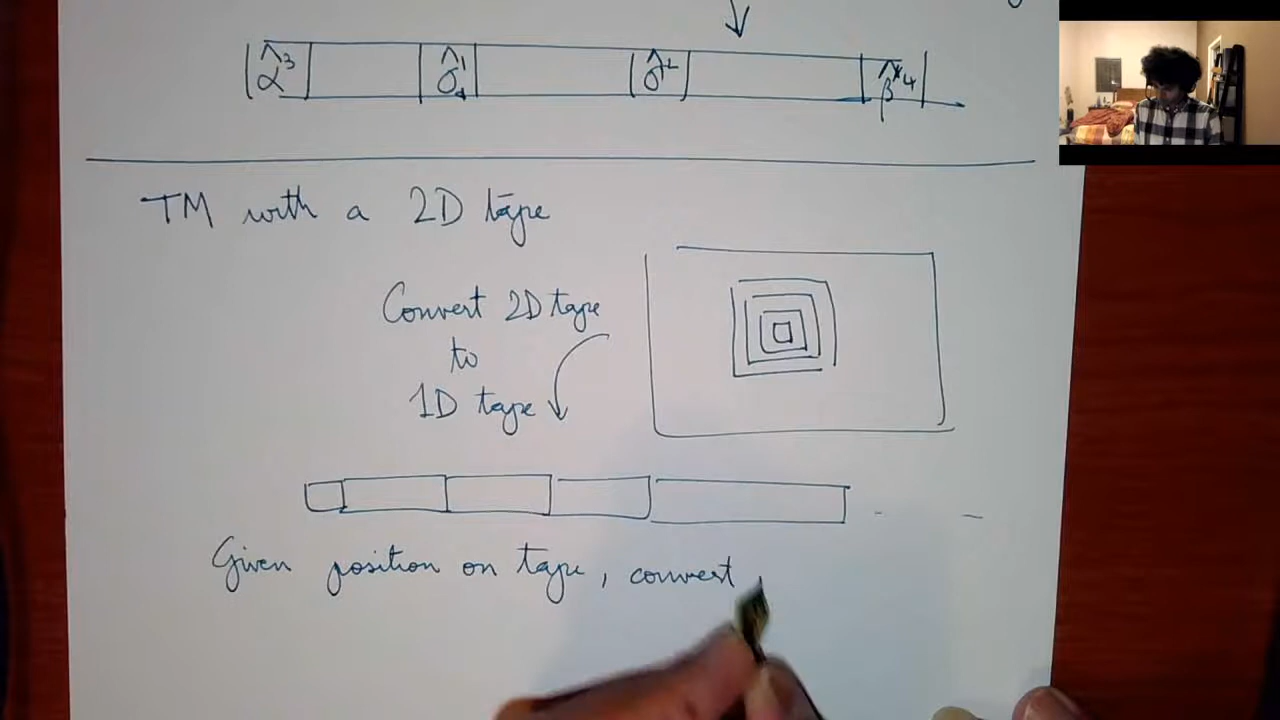 TM with a 2D tape
Convert 2D tape
to
1D tape
Given position on tape, convert